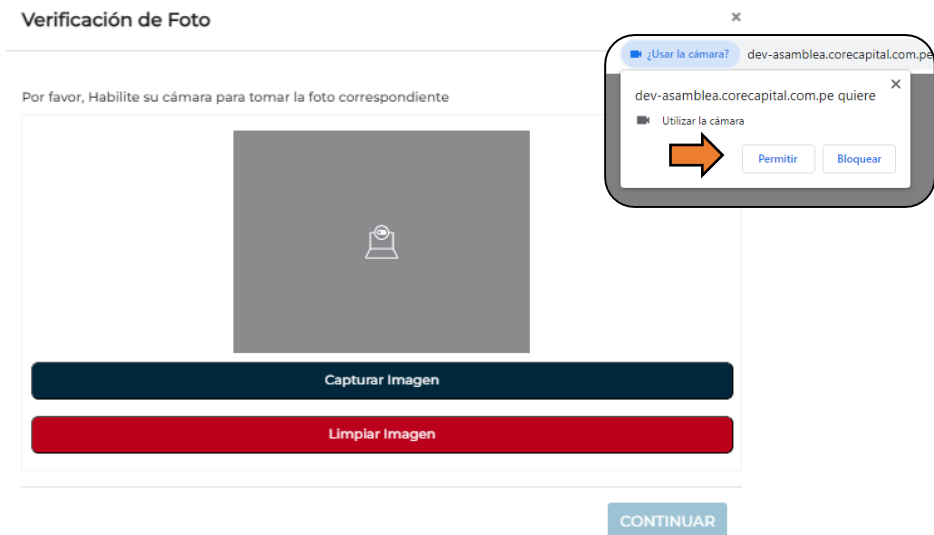 Verificación de Foto
×
¿Usar la cámara? dev-asamblea.corecapital.com.pe
dev-asamblea.corecapital.com.pe quiere
×
Utilizar la cámara
Permitir Bloquear
Por favor, Habilite su cámara para tomar la foto correspondiente
Capturar Imagen
Limpiar Imagen
CONTINUAR